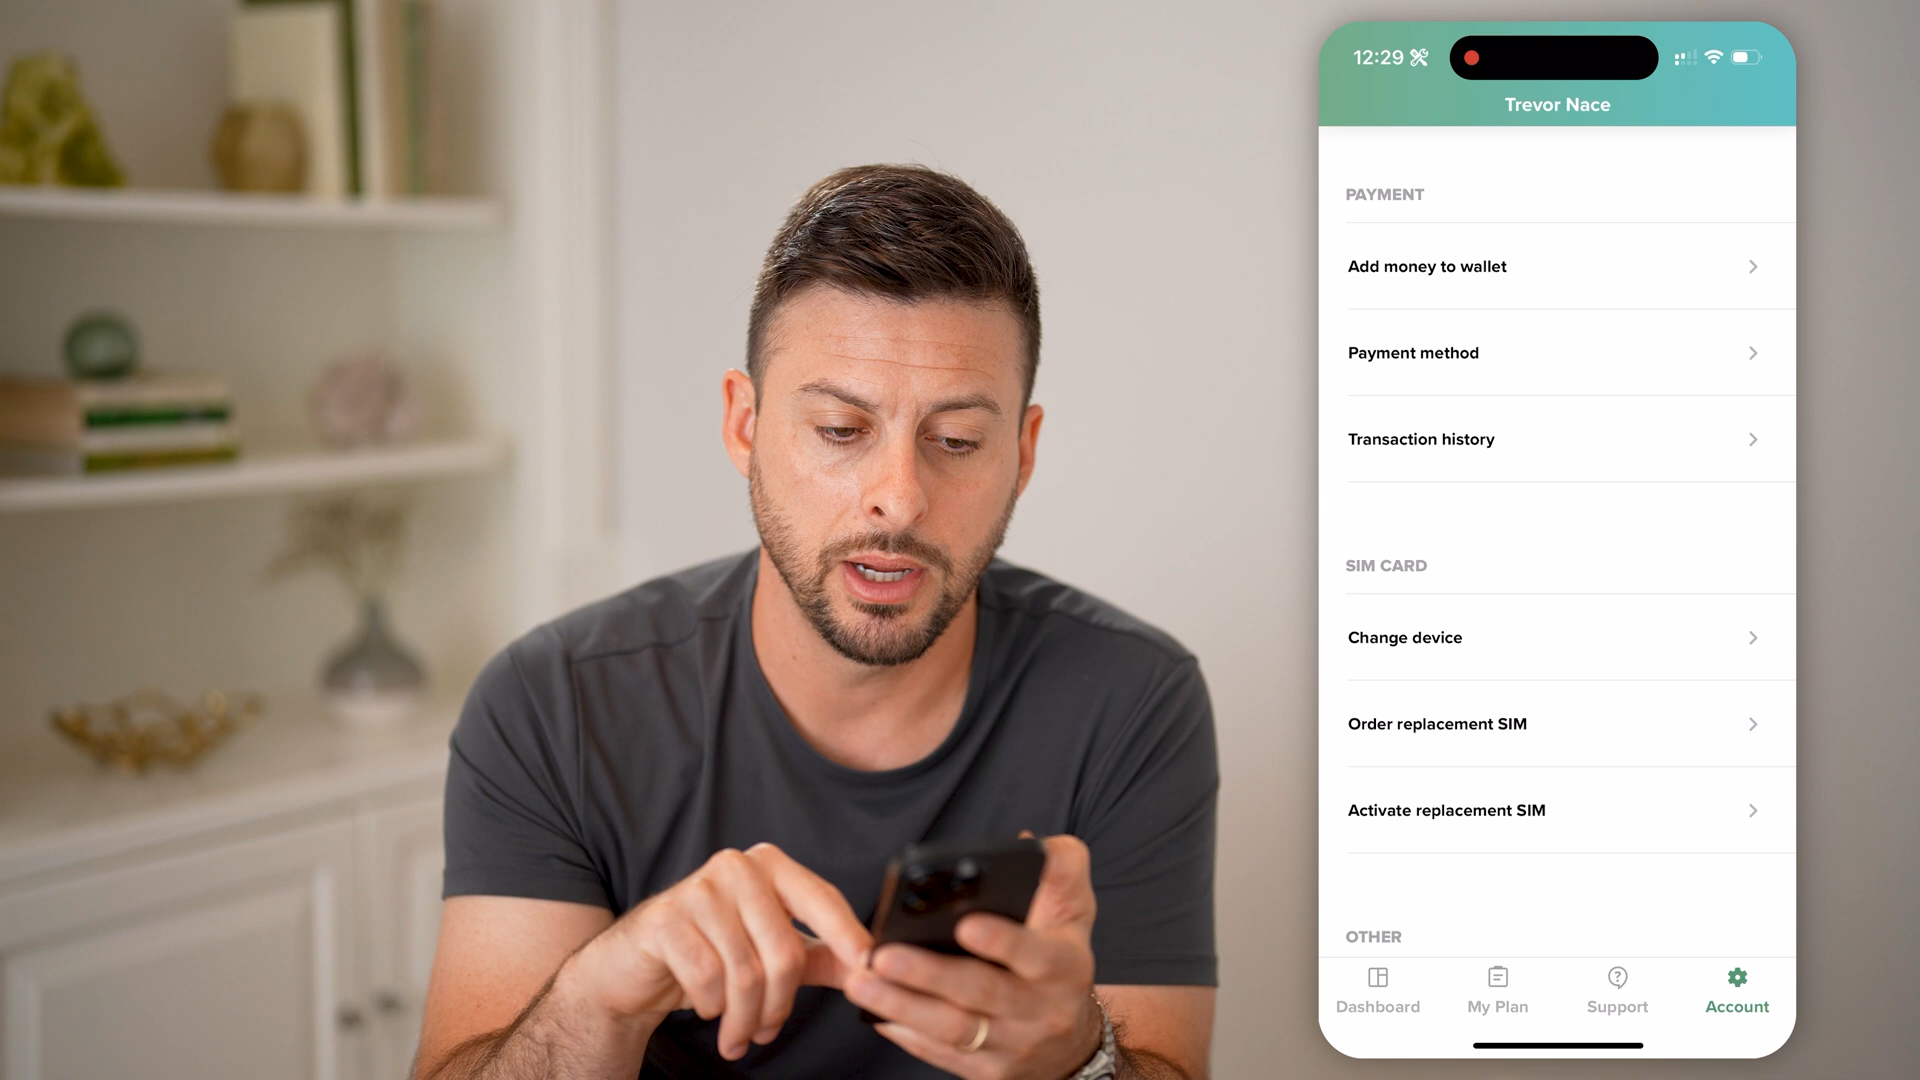 12:29
Trevor Nace
PAYMENT
Add money to wallet
Payment method
Transaction history
SIM CARD
Change device
Order replacement SIM
Activate replacement SIM
OTHER
Dashboard
My Plan
Support
Account